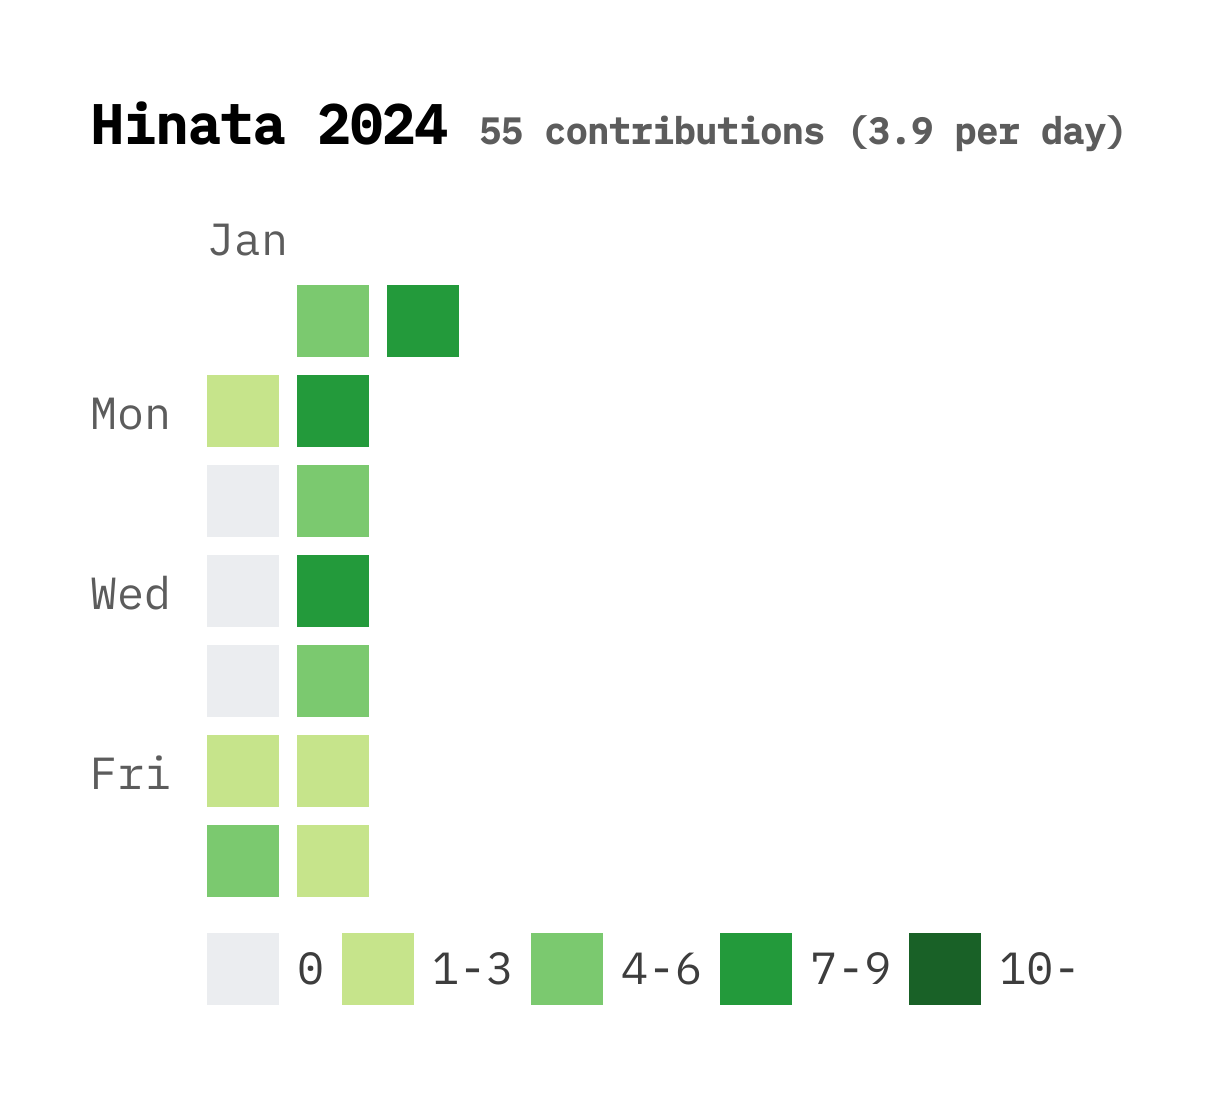 Hinata 2024 55 contributions (3.9 per day)
Jan
Mon
Wed
Fri
0 1-3 4-6 7-9 10-